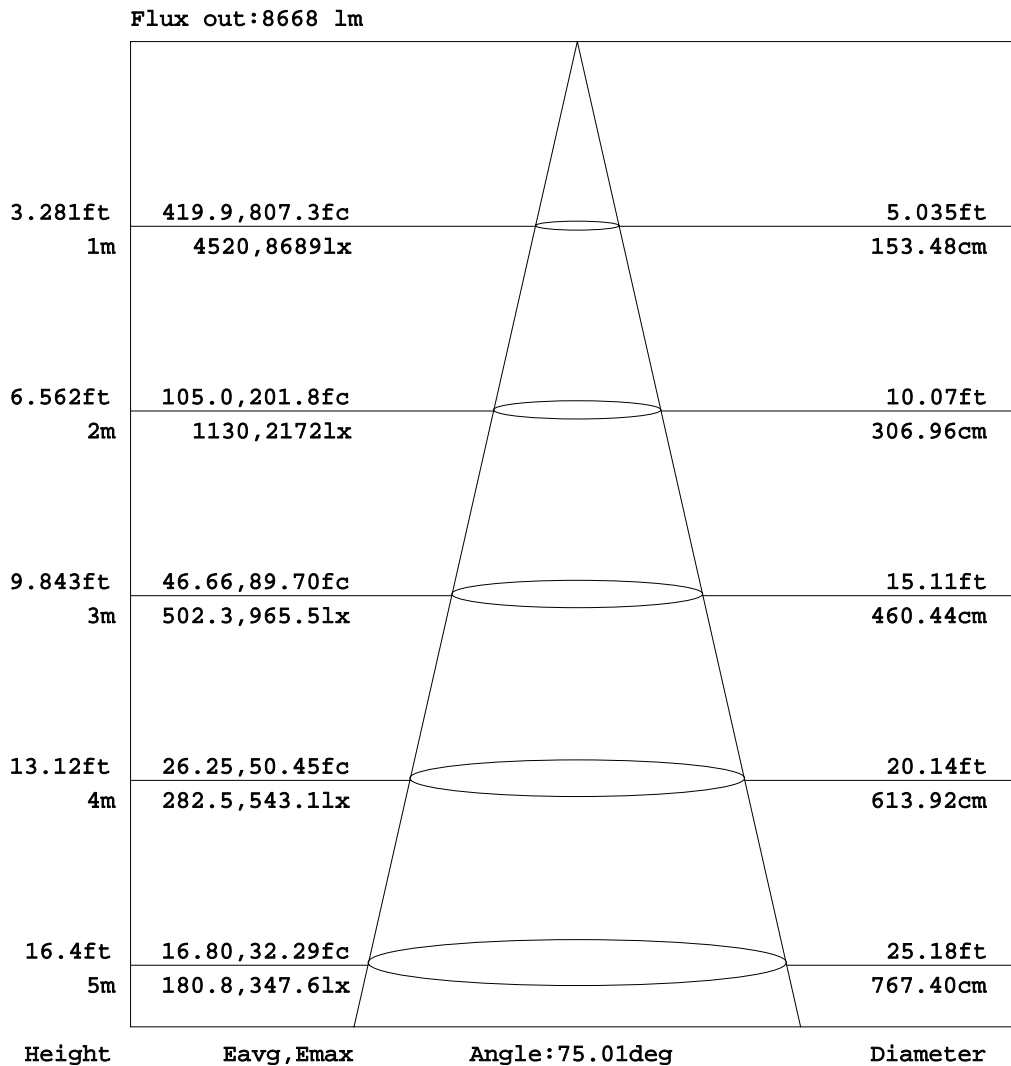 Flux out:8668 lm
3.281ft 419.9,807.3fc 5.035ft
1m 4520,8689lx 153.48cm
6.562ft 105.0,201.8fc 10.07ft
2m 1130,2172lx 306.96cm
9.843ft 46.66,89.70fc 15.11ft
3m 502.3,965.5lx 460.44cm
13.12ft 26.25,50.45fc 20.14ft
4m 282.5,543.1lx 613.92cm
16.4ft 16.80,32.29fc 25.18ft
5m 180.8,347.6lx 767.40cm
Height Eavg,Emax Angle:75.01deg Diameter